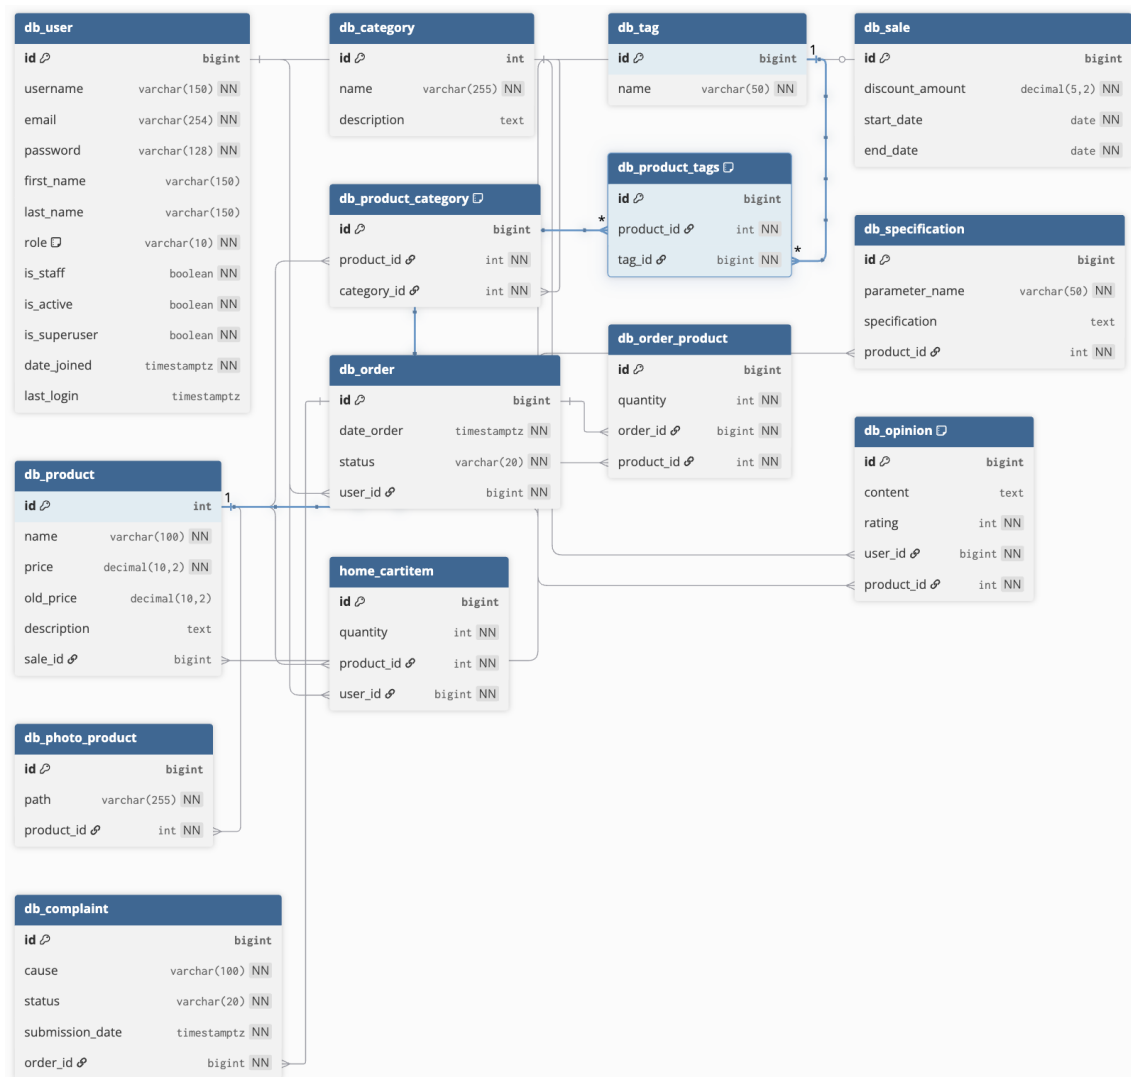 db_user
id bigint
username varchar(150) NN
email varchar(254) NN
password varchar(128) NN
first_name varchar(150)
last_name varchar(150)
role varchar(10) NN
is_staff boolean NN
is_active boolean NN
is_superuser boolean NN
date_joined timestamptz NN
last_login timestamptz
db_category
id int
name varchar(255) NN
description text
db_tag
id bigint
name varchar(50) NN
1
db_sale
id bigint
discount_amount decimal(5,2) NN
start_date date NN
end_date date NN
db_product_category
id bigint
product_id int NN
category_id int NN
db_product_tags
id bigint
* product_id int NN
tag_id bigint NN *
db_specification
id bigint
parameter_name varchar(50) NN
specification text
product_id int NN
db_order
id bigint
date_order timestamptz NN
status varchar(20) NN
user_id bigint NN
db_order_product
id bigint
quantity int NN
order_id bigint NN
product_id int NN
db_opinion
id bigint
content text
rating int NN
user_id bigint NN
product_id int NN
db_product
id int 1
name varchar(100) NN
price decimal(10,2) NN
old_price decimal(10,2)
description text
sale_id bigint
home_cartitem
id bigint
quantity int NN
product_id int NN
user_id bigint NN
db_photo_product
id bigint
path varchar(255) NN
product_id int NN
db_complaint
id bigint
cause varchar(100) NN
status varchar(20) NN
submission_date timestamptz NN
order_id bigint NN